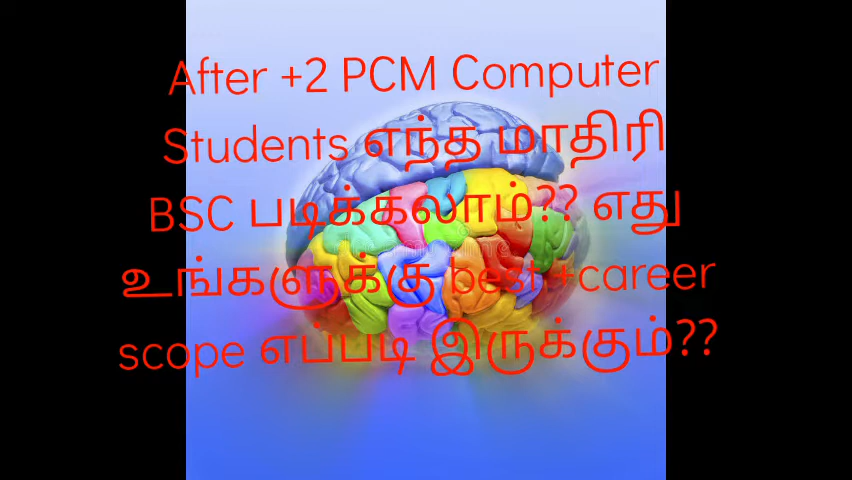 After +2 PCM Computer
Students எந்த மாதிரி
BSC படிக்கலாம்?? எது
உங்களுக்கு best +career
scope எப்படி இருக்கும்??